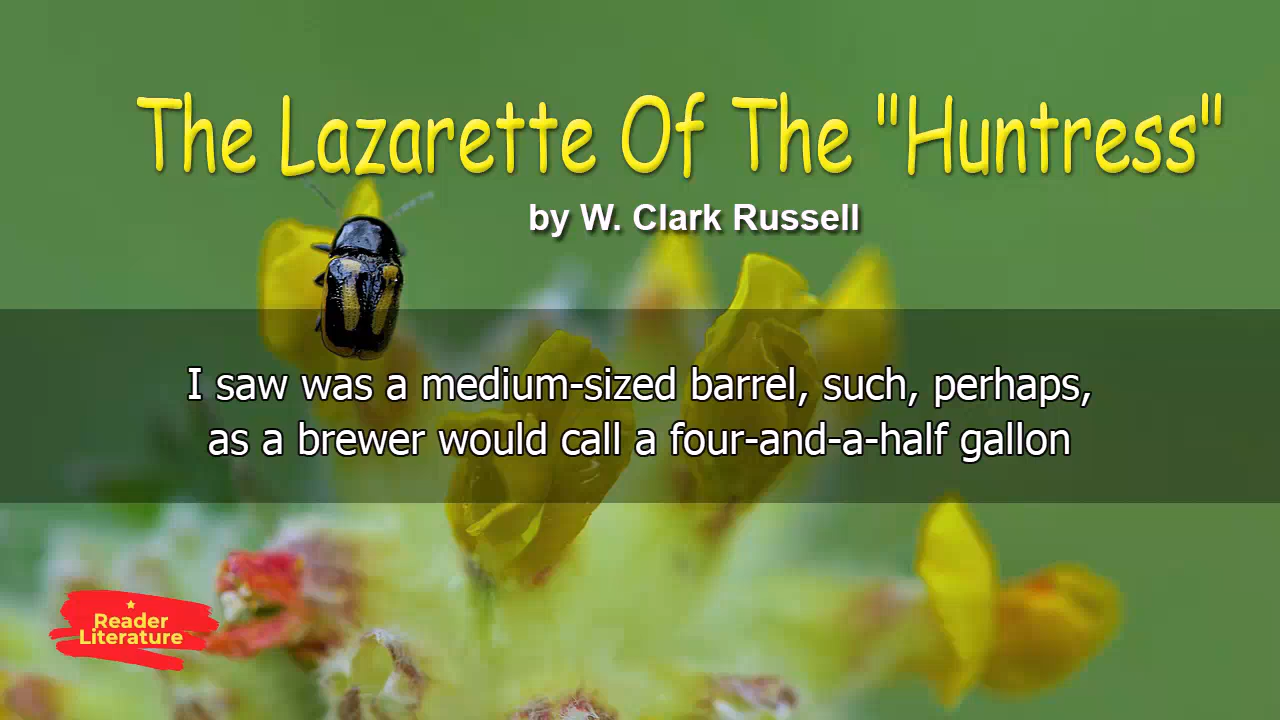 The Lazarette Of The "Huntress"
by W. Clark Russell
I saw was a medium-sized barrel, such, perhaps,
as a brewer would call a four-and-a-half gallon
Reader
Literature